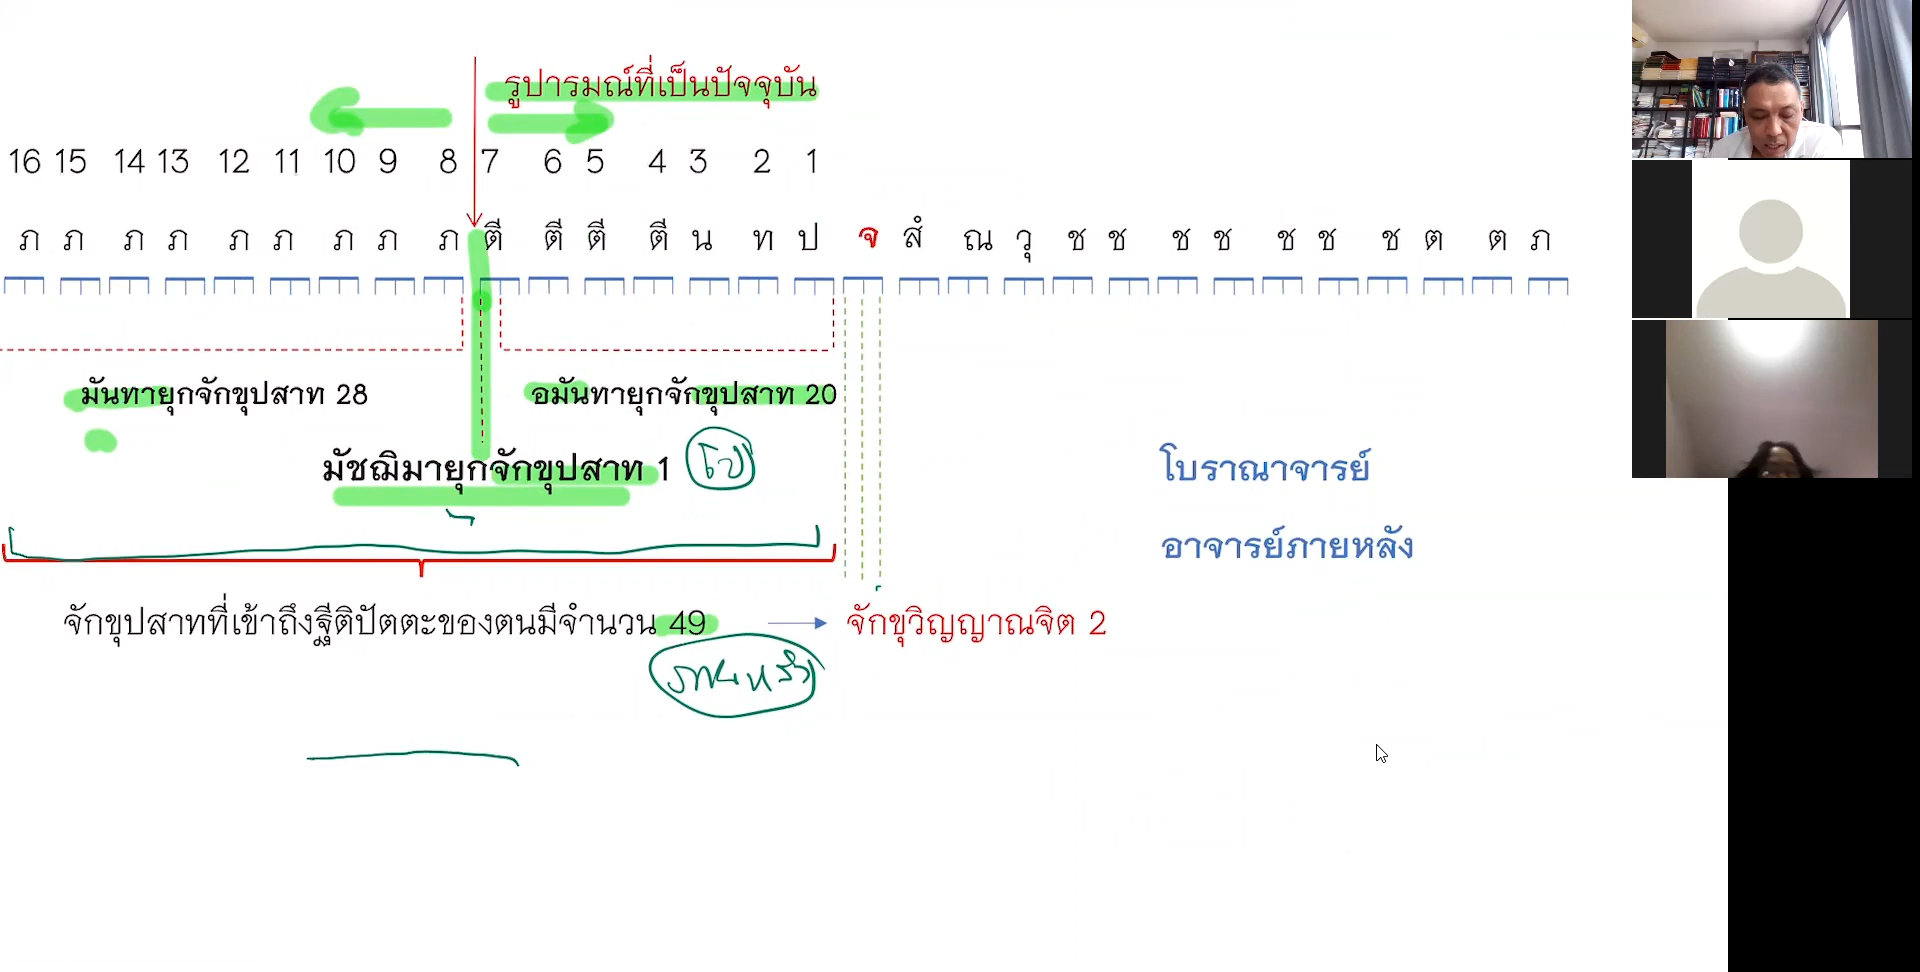 รูปารมณ์ที่เป็นปัจจุบัน
16 15 14 13 12 11 10 9 8 7 6 5 4 3 2 1
ภ ภ ภ ภ ภ ภ ภ ภ ภ ตี ตี ตี ตี น ท ป จ สํ ณ วุ ช ช ช ช ช ช ช ต ต ภ
มันทายุกจักขุปสาท 28
อมันทายุกจักขุปสาท 20
มัชฌิมายุกจักขุปสาท 1
โบราณาจารย์
อาจารย์ภายหลัง
จักขุปสาทที่เข้าถึงฐีติปัตตะของตนมีจำนวน 49
จักขุวิญญาณจิต 2